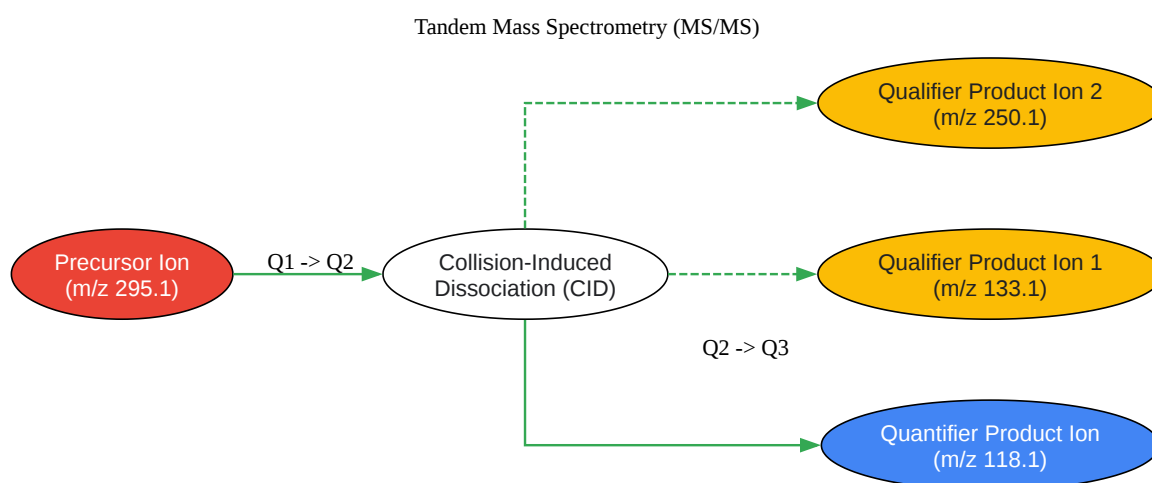 Tandem Mass Spectrometry (MS/MS)
Qualifier Product Ion 2
(m/z 250.1)
Precursor Ion
(m/z 295.1)
Q1 -> Q2
Collision-Induced
Dissociation (CID)
Qualifier Product Ion 1
(m/z 133.1)
Q2 -> Q3
Quantifier Product Ion
(m/z 118.1)